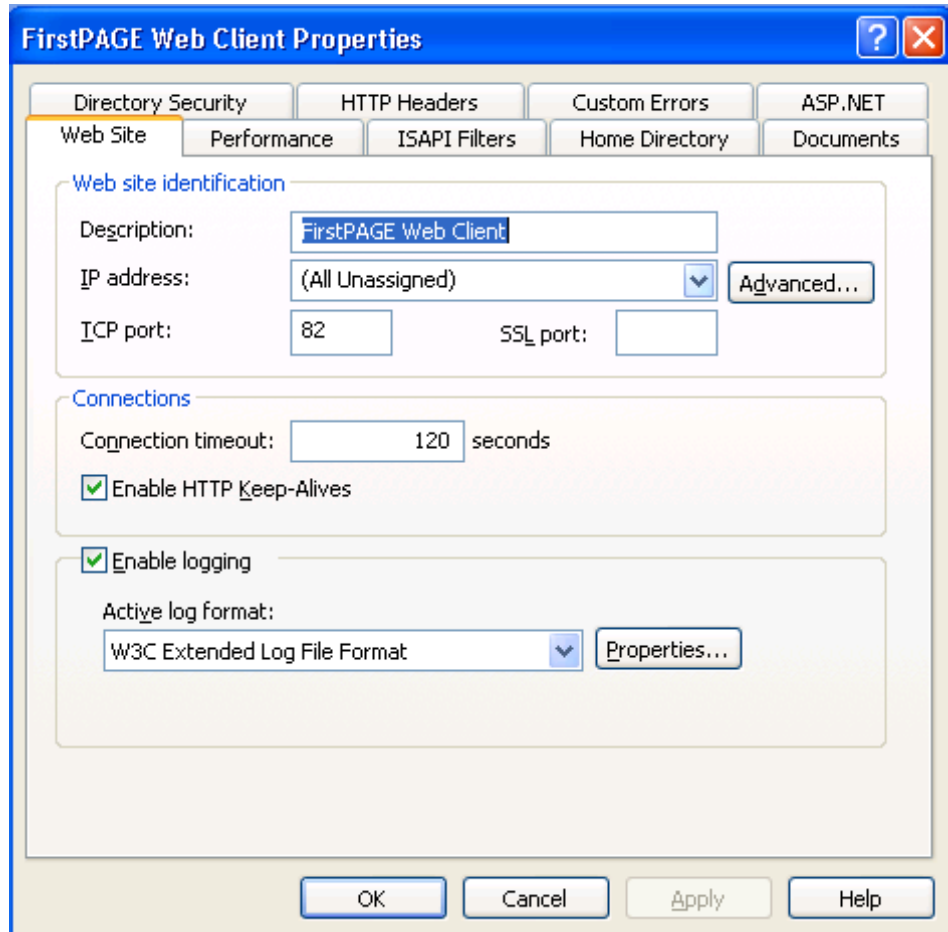 FirstPAGE Web Client Properties
Directory Security HTTP Headers Custom Errors ASP.NET
Web Site Performance ISAPI Filters Home Directory Documents
Web site identification
Description: FirstPAGE Web Client
IP address: (All Unassigned) Advanced...
TCP port: 82 SSL port:
Connections
Connection timeout: 120 seconds
Enable HTTP Keep-Alives
Enable logging
Active log format:
W3C Extended Log File Format Properties...
OK Cancel Apply Help